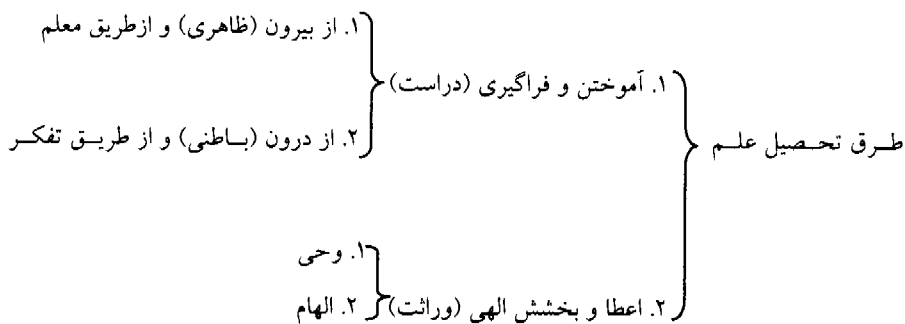 طرق تحصیل علم
۱. آموختن و فراگیری (دراست)
۱. از بیرون (ظاهری) و ازطریق معلم
۲. از درون (باطنی) و از طریق تفکر
۲. اعطا و بخشش الهی (وراثت)
۱. وحی
۲. الهام